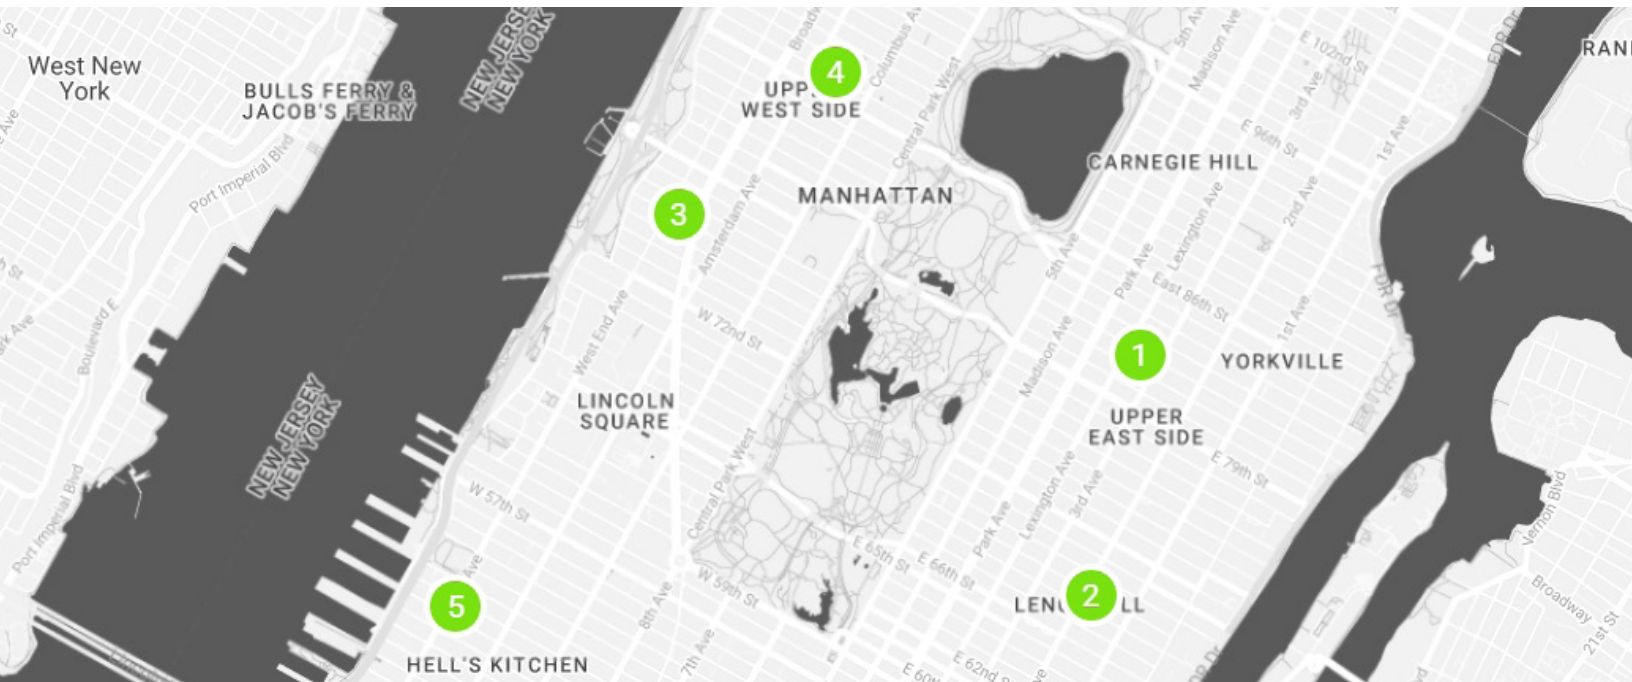 West New
York
BULLS FERRY &
JACOB'S FERRY
NEW JERSEY
NEW YORK
Port Imperial Blvd
Boulevard E
NEW JERSEY
NEW YORK
Port Imperial Blvd
4
WEST SIDE
Columbus
Central Park West
5th
Madison Ave
E 102nd St
3rd Ave
FDR Dr
E 96th St
1st Ave
CARNEGIE HILL
MANHATTAN
3
Amsterdam Ave
Lexington Ave
2nd Ave
5th Ave
Park Ave
East 86th St
1st Ave
FDR Dr
W 72nd St
West End Ave
Madison Ave
1
YORKVILLE
LINCOLN
SQUARE
UPPER
EAST SIDE
E 79th St
Central Park West
W 57th St
Lexington Ave
3rd Ave
Park Ave
Vernon Blvd
E 65th St
E 66th St
W 59th St
Ave
8th Ave
7th Ave
5
HELL'S KITCHEN
2
E 62nd
Broadway
21st St